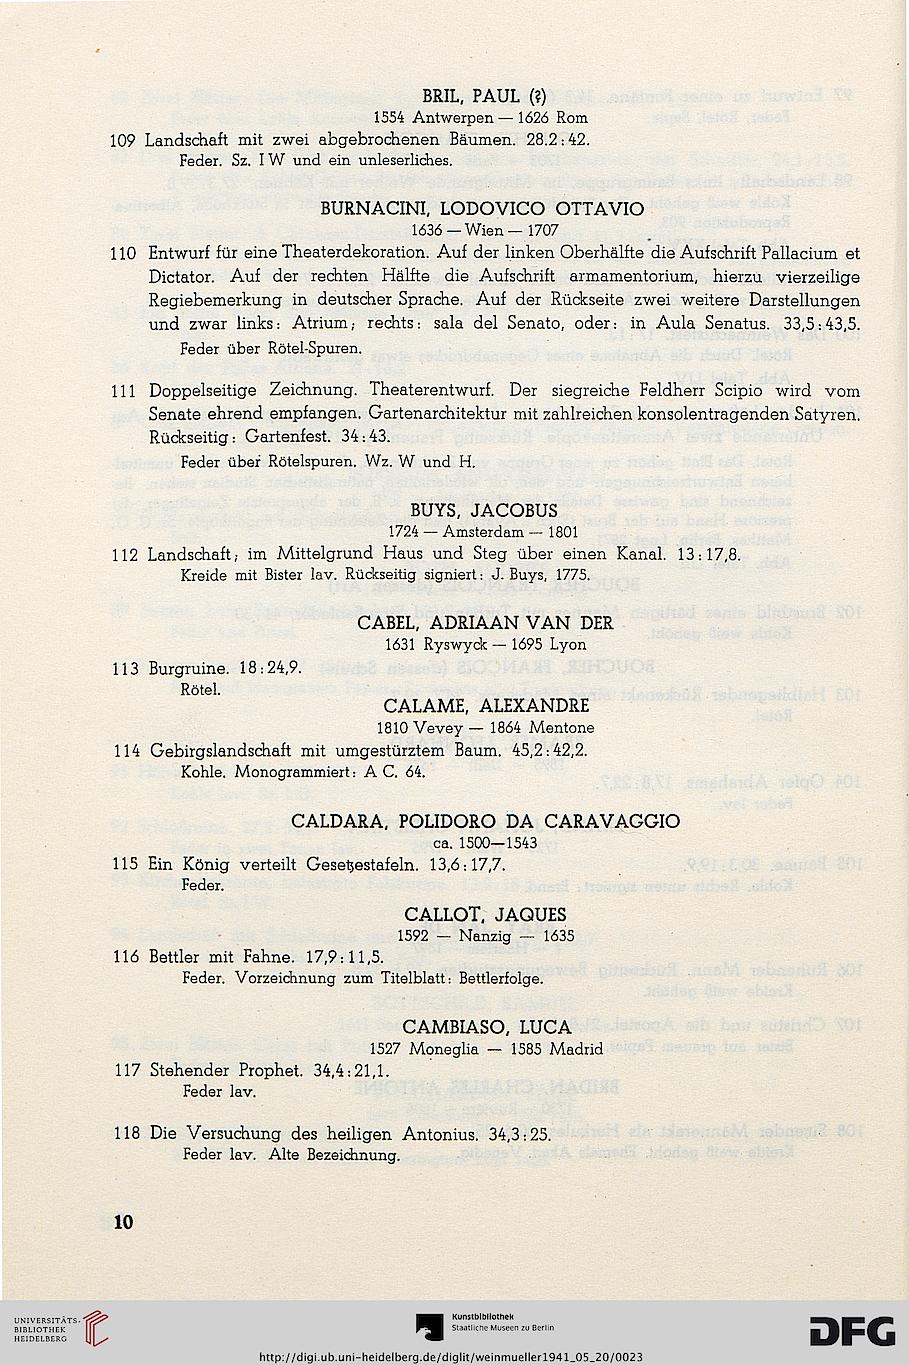 BRIL, PAUL (?)
1554 Antwerpen — 1626 Rom
109 Landschaft mit zwei abgebrochenen Bäumen. 28.2 : 42.
Feder. Sz. I W und ein unleserliches.
BURNACINI, LODOVICO OTTAVIO
1636 — Wien — 1707
110 Entwurf für eine Theaterdekoration. Auf der linken Oberhälfte die Aufschrift Pallacium et
Dictator. Auf der rechten Hälfte die Aufschrift armamentorium, hierzu vierzeilige
Regiebemerkung in deutscher Sprache. Auf der Rückseite zwei weitere Darstellungen
und zwar links: Atrium; rechts: sala del Senato, oder: in Aula Senatus. 33,5 : 43,5.
Feder über Rötel-Spuren.
111 Doppelseitige Zeichnung. Theaterentwurf. Der siegreiche Feldherr Scipio wird vom
Senate ehrend empfangen. Gartenarchitektur mit zahlreichen konsolentragenden Satyren.
Rückseitig: Gartenfest. 34 : 43.
Feder über Rötelspuren. Wz. W und H.
BUYS, JACOBUS
1724 — Amsterdam — 1801
112 Landschaft; im Mittelgrund Haus und Steg über einen Kanal. 13 : 17,8.
Kreide mit Bister lav. Rückseitig signiert: J. Buys, 1775.
CABEL, ADRIAAN VAN DER
1631 Ryswyck — 1695 Lyon
113 Burgruine. 18 : 24,9.
Rötel.
CALAME, ALEXANDRE
1810 Vevey — 1864 Mentone
114 Gebirgslandschaft mit umgestürztem Baum. 45,2 : 42,2.
Kohle. Monogrammiert: A C. 64.
CALDARA, POLIDORO DA CARAVAGGIO
ca. 1500—1543
115 Ein König verteilt Gesetzestafeln. 13,6 : 17,7.
Feder.
CALLOT, JAQUES
1592 — Nanzig — 1635
116 Bettler mit Fahne. 17,9 : 11,5.
Feder. Vorzeichnung zum Titelblatt: Bettlerfolge.
CAMBIASO, LUCA
1527 Moneglia — 1585 Madrid
117 Stehender Prophet. 34,4 : 21,1.
Feder lav.
118 Die Versuchung des heiligen Antonius. 34,3 : 25.
Feder lav. Alte Bezeichnung.
10
UNIVERSITÄTS-
BIBLIOTHEK
HEIDELBERG
Kunstbibliothek
Staatliche Museen zu Berlin
DFG
http://digi.ub.uni-heidelberg.de/diglit/weinmueller1941_05_20/0023